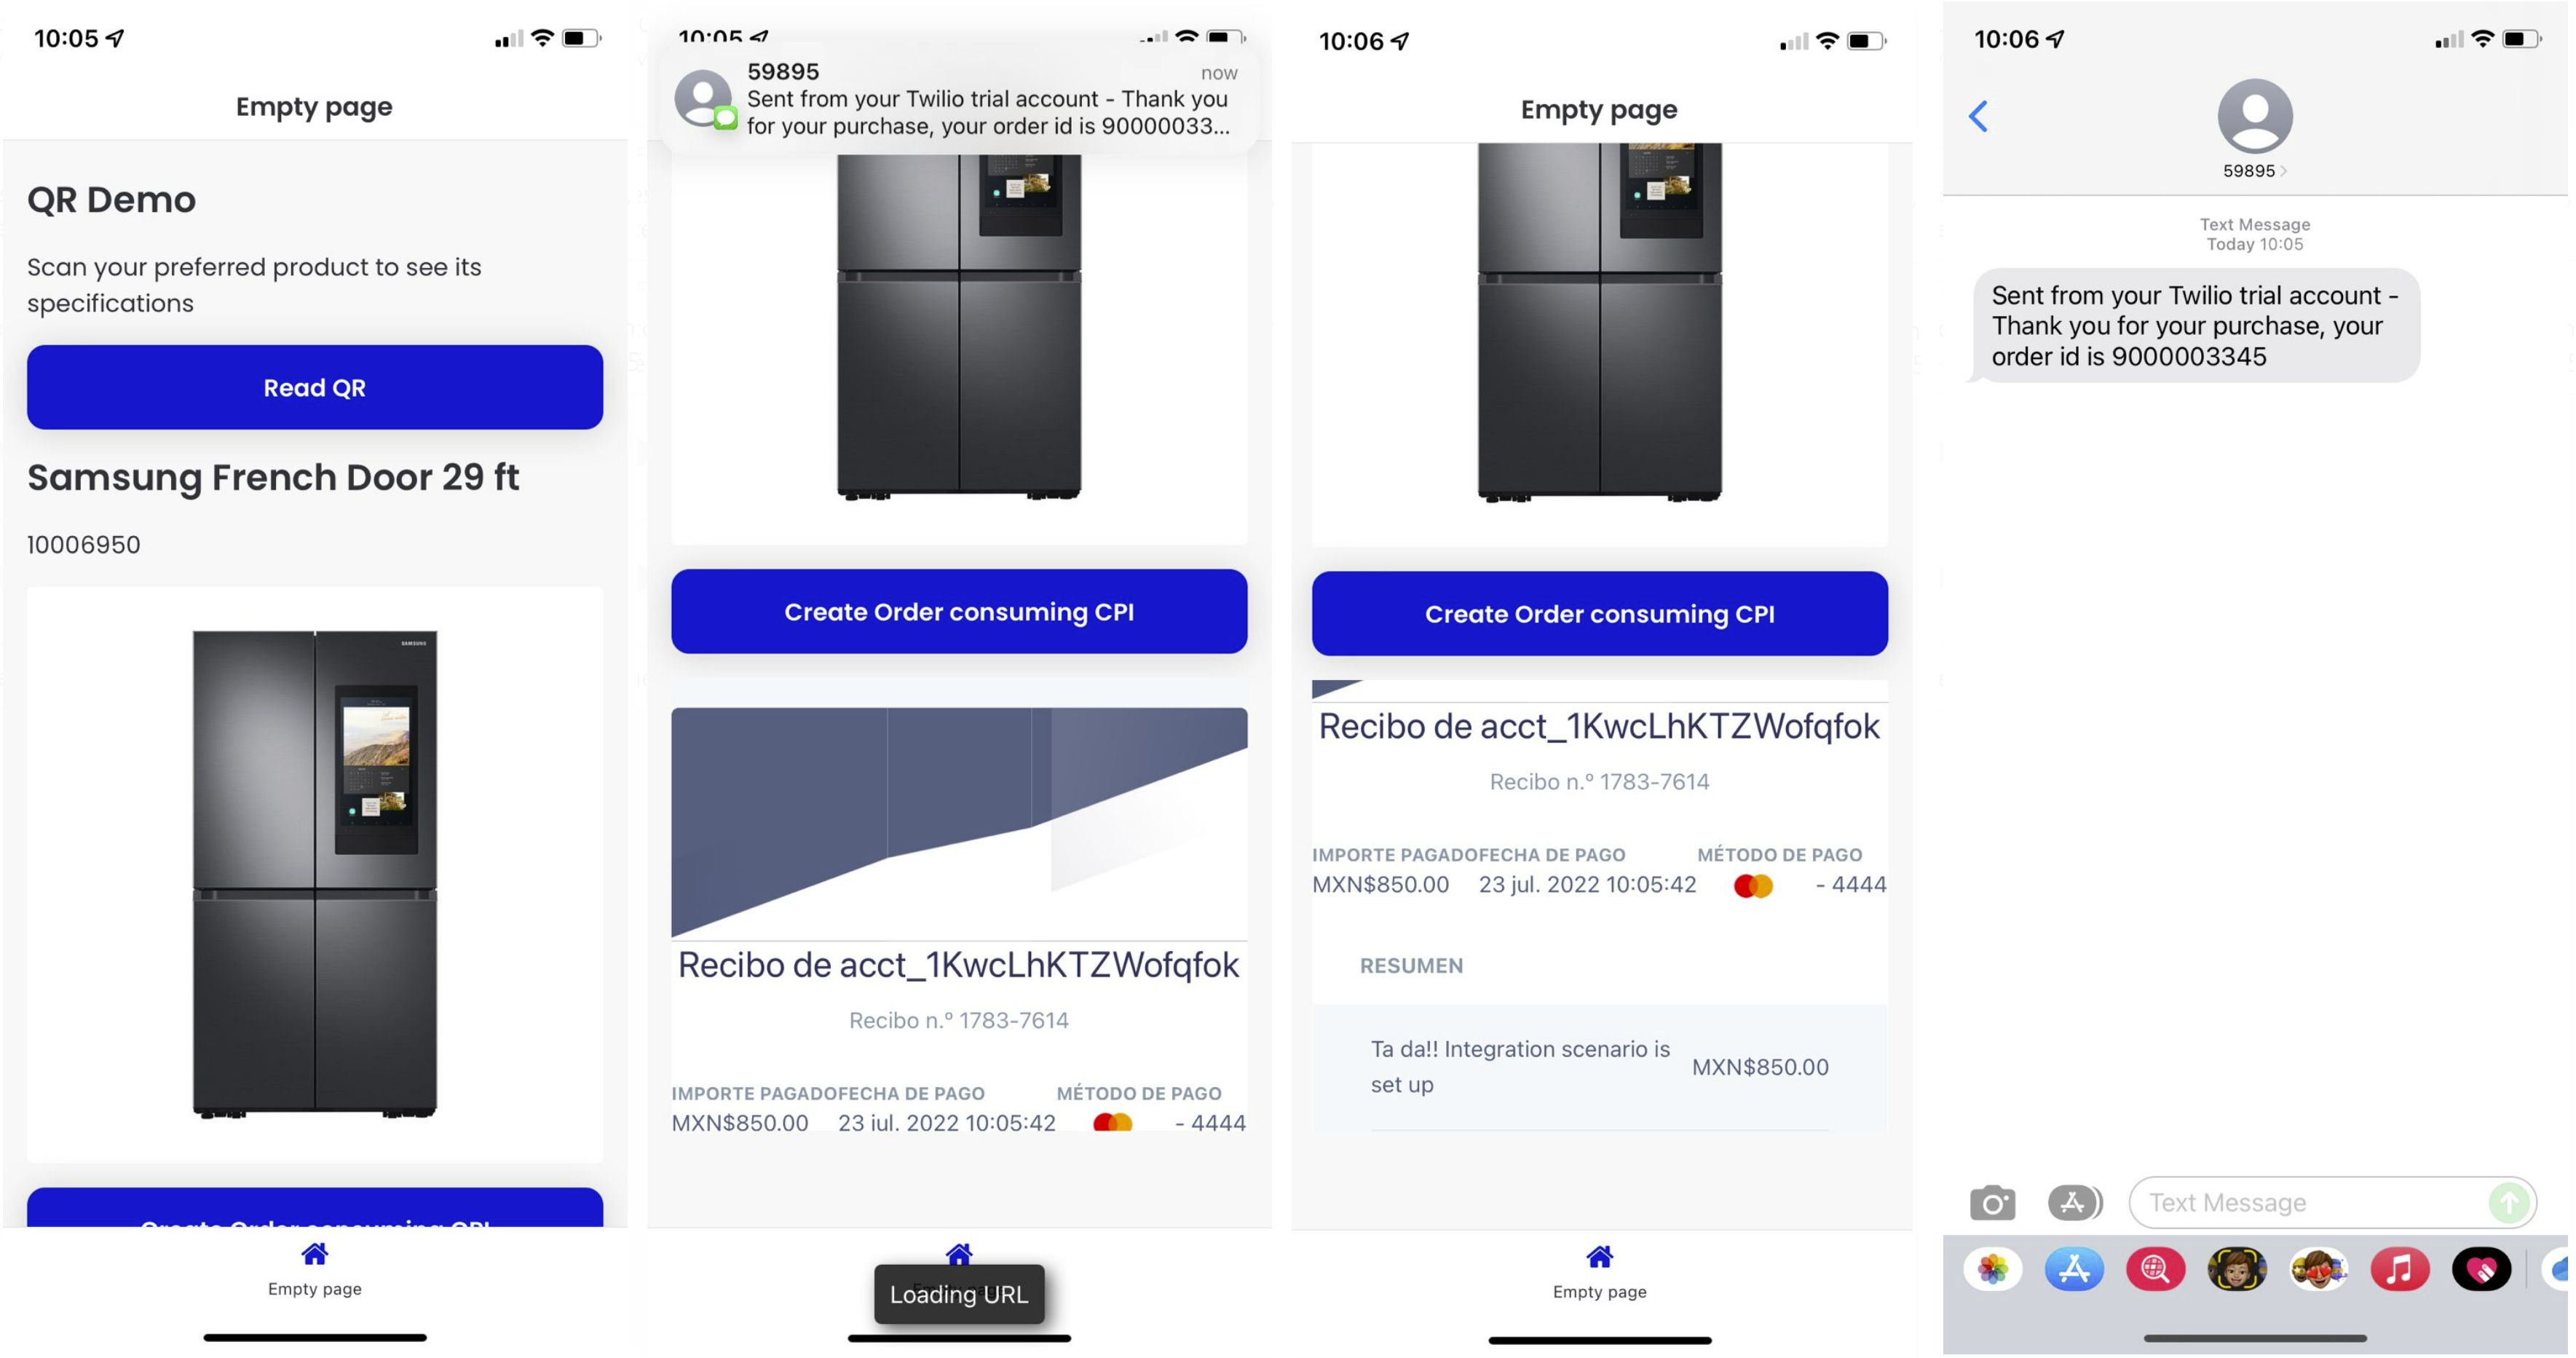 10:05
Empty page
QR Demo
Scan your preferred product to see its
specifications
Read QR
Samsung French Door 29 ft
10006950
SAMSUNG
Create Order consuming CPI
Empty page
10:05
59895
now
Sent from your Twilio trial account - Thank you
for your purchase, your order id is 90000033...
Create Order consuming CPI
Recibo de acct_1KwcLhKTZWofqfok
Recibo n.º 1783-7614
IMPORTE PAGADOFECHA DE PAGO MÉTODO DE PAGO
MXN$850.00 23 jul. 2022 10:05:42 - 4444
Loading URL
10:06
Empty page
Create Order consuming CPI
Recibo de acct_1KwcLhKTZWofqfok
Recibo n.º 1783-7614
IMPORTE PAGADOFECHA DE PAGO MÉTODO DE PAGO
MXN$850.00 23 jul. 2022 10:05:42 - 4444
RESUMEN
Ta da!! Integration scenario is
set up
MXN$850.00
Empty page
10:06
59895
Text Message
Today 10:05
Sent from your Twilio trial account -
Thank you for your purchase, your
order id is 9000003345
Text Message